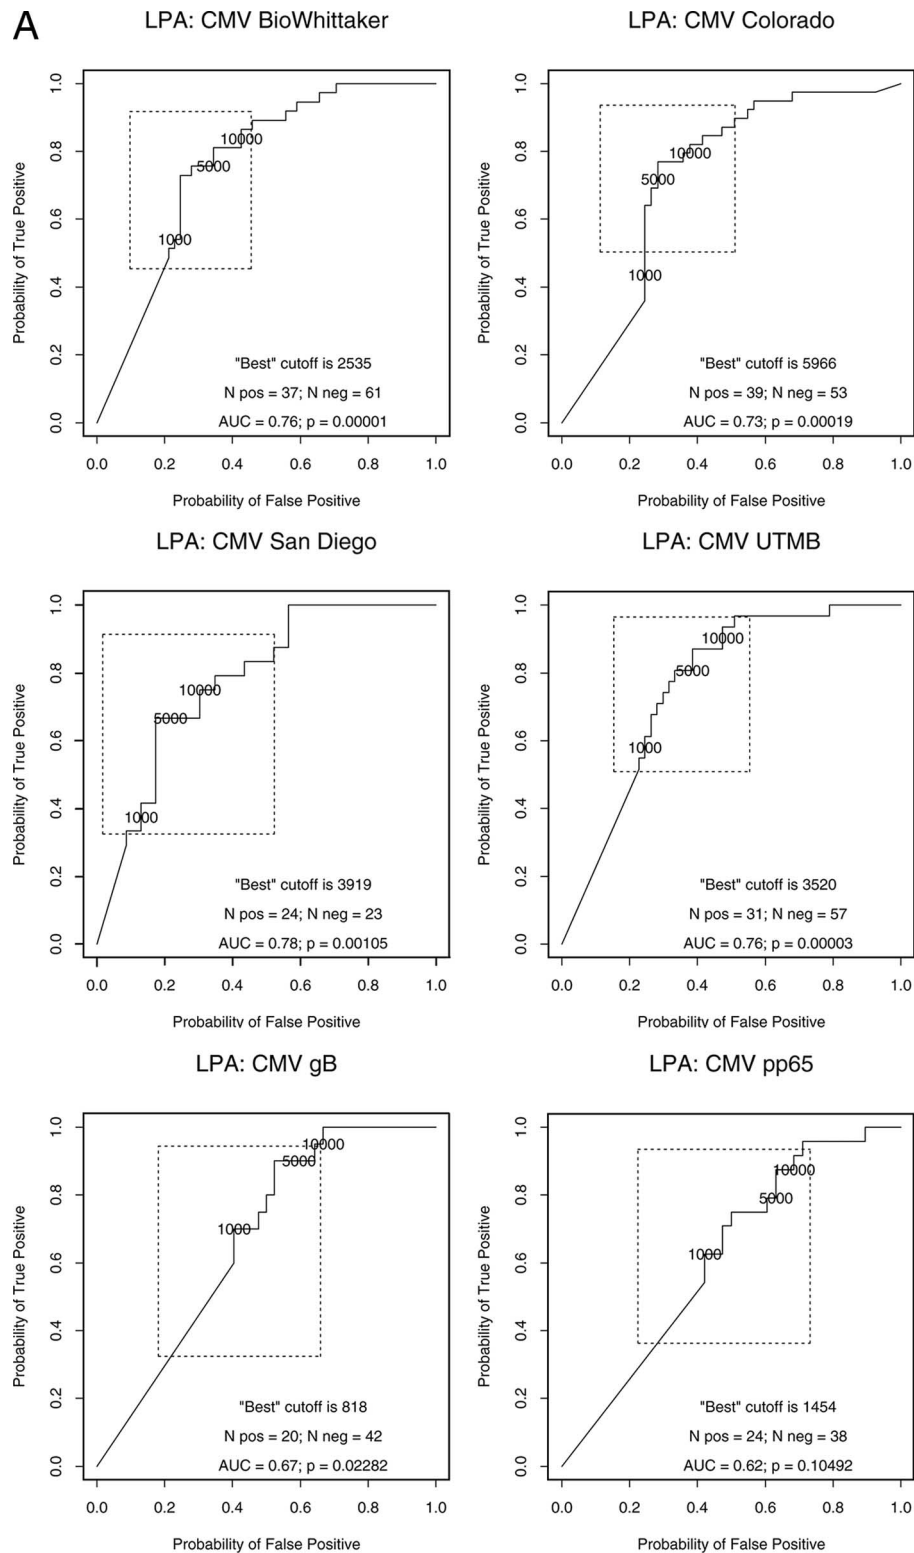 A
LPA: CMV BioWhittaker
Probability of True Positive
1.0
0.8
0.6
0.4
0.2
0.0
10000
5000
1000
"Best" cutoff is 2535
N pos = 37; N neg = 61
AUC = 0.76; p = 0.00001
0.0 0.2 0.4 0.6 0.8 1.0
Probability of False Positive
LPA: CMV Colorado
Probability of True Positive
1.0
0.8
0.6
0.4
0.2
0.0
10000
5000
1000
"Best" cutoff is 5966
N pos = 39; N neg = 53
AUC = 0.73; p = 0.00019
0.0 0.2 0.4 0.6 0.8 1.0
Probability of False Positive
LPA: CMV San Diego
Probability of True Positive
1.0
0.8
0.6
0.4
0.2
0.0
10000
5000
1000
"Best" cutoff is 3919
N pos = 24; N neg = 23
AUC = 0.78; p = 0.00105
0.0 0.2 0.4 0.6 0.8 1.0
Probability of False Positive
LPA: CMV UTMB
Probability of True Positive
1.0
0.8
0.6
0.4
0.2
0.0
10000
5000
1000
"Best" cutoff is 3520
N pos = 31; N neg = 57
AUC = 0.76; p = 0.00003
0.0 0.2 0.4 0.6 0.8 1.0
Probability of False Positive
LPA: CMV gB
Probability of True Positive
1.0
0.8
0.6
0.4
0.2
0.0
10000
5000
1000
"Best" cutoff is 818
N pos = 20; N neg = 42
AUC = 0.67; p = 0.02282
0.0 0.2 0.4 0.6 0.8 1.0
Probability of False Positive
LPA: CMV pp65
Probability of True Positive
1.0
0.8
0.6
0.4
0.2
0.0
10000
5000
1000
"Best" cutoff is 1454
N pos = 24; N neg = 38
AUC = 0.62; p = 0.10492
0.0 0.2 0.4 0.6 0.8 1.0
Probability of False Positive